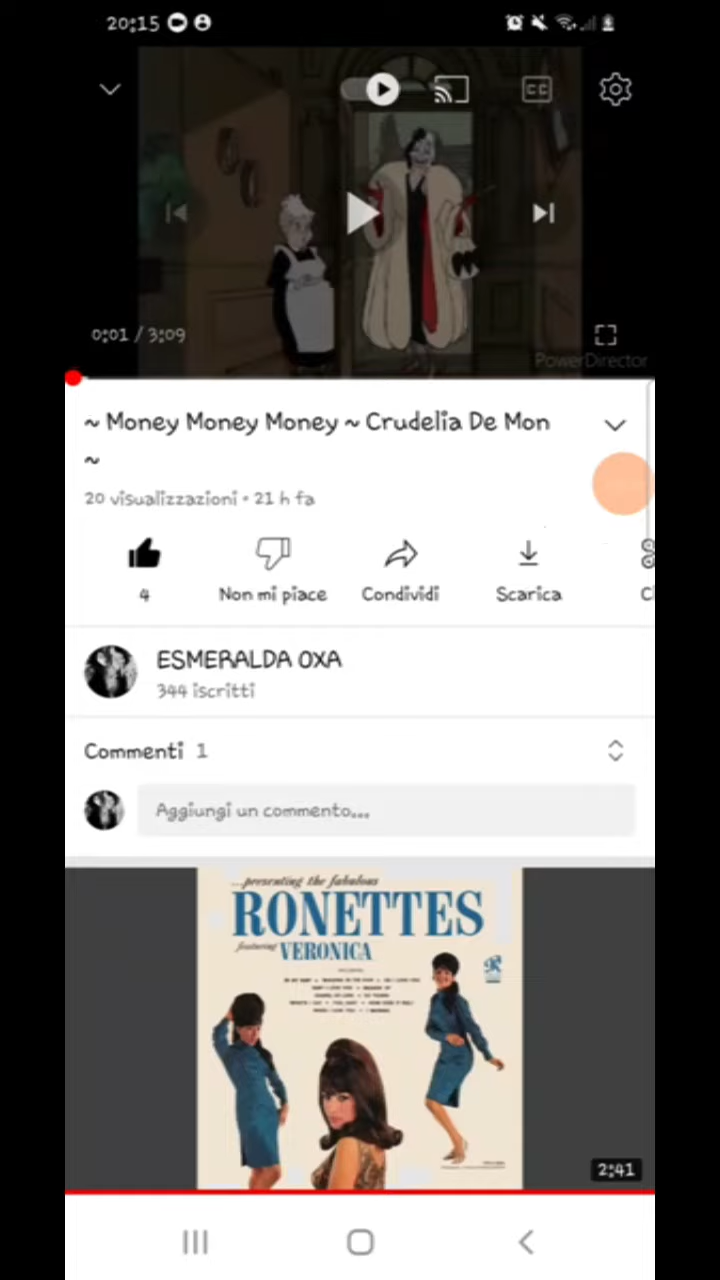 20:15
CC
0:01 / 3:09
PowerDirector
~ Money Money Money ~ Crudelia De Mon
~
20 visualizzazioni • 21 h fa
4
Non mi piace
Condividi
Scarica
ESMERALDA OXA
344 iscritti
Commenti 1
Aggiungi un commento...
...presenting the fabulous
RONETTES
featuring VERONICA
2:41